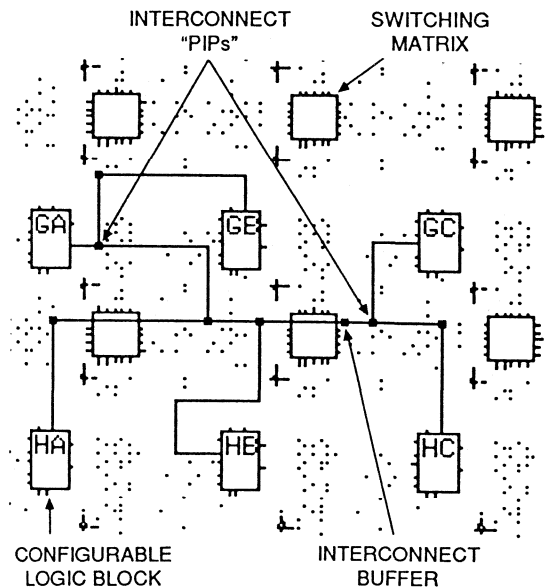 INTERCONNECT
"PIPs"
SWITCHING
MATRIX
GA
GB
GC
HA
HB
HC
CONFIGURABLE
LOGIC BLOCK
INTERCONNECT
BUFFER